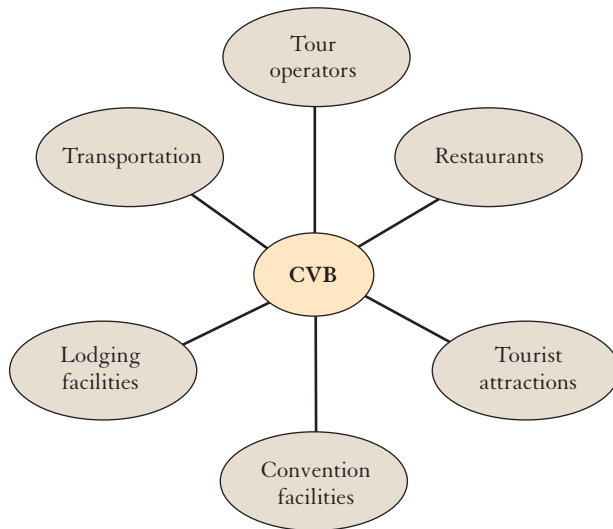 Tour
operators
Transportation
Restaurants
CVB
Lodging
facilities
Tourist
attractions
Convention
facilities